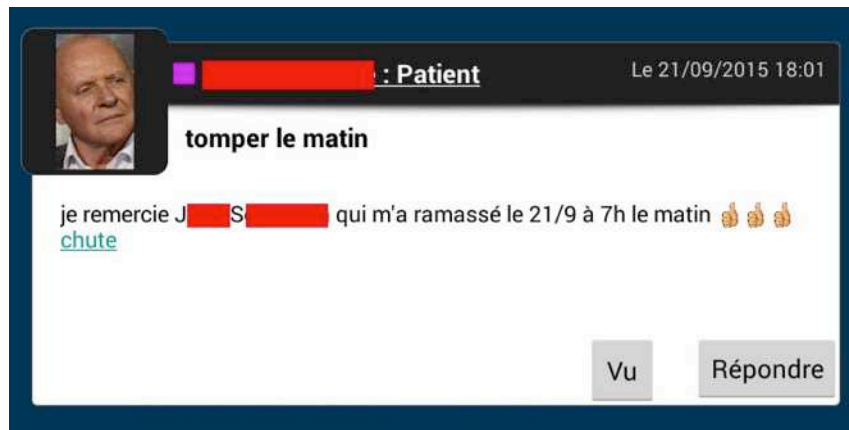 : Patient
Le 21/09/2015 18:01
tomper le matin
je remercie J S qui m'a ramassé le 21/9 à 7h le matin 👍👍👍
chute
Vu
Répondre